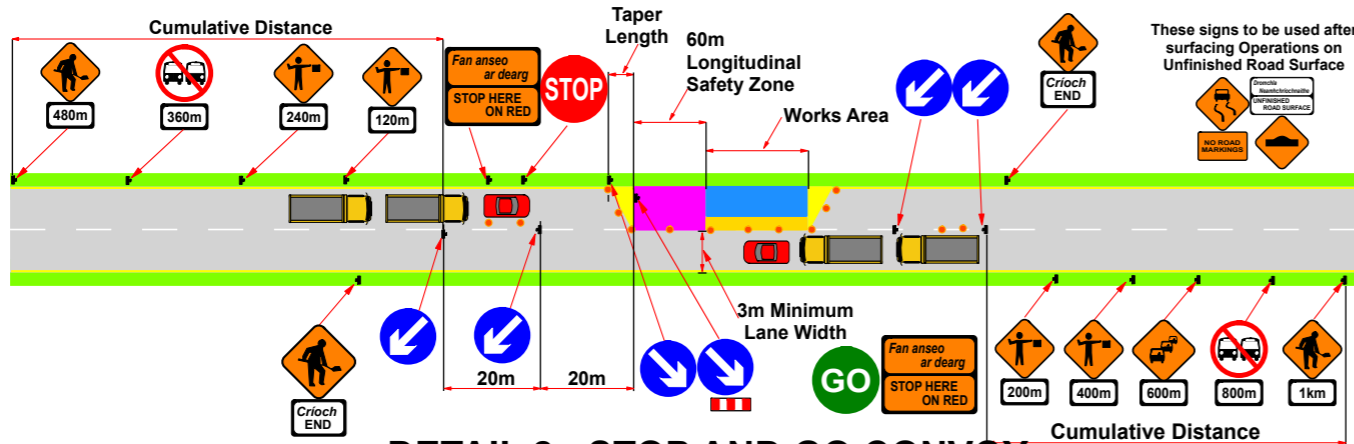 Cumulative Distance
480m
360m
240m
120m
Fan anseo
ar dearg
STOP HERE
ON RED
STOP
Taper
Length
60m
Longitudinal
Safety Zone
Works Area
Críoch
END
These signs to be used after
surfacing Operations on
Unfinished Road Surface
Dromchla
Neamhchríochnaithe
UNFINISHED
ROAD SURFACE
NO ROAD
MARKINGS
Críoch
END
20m
20m
3m Minimum
Lane Width
GO
Fan anseo
ar dearg
STOP HERE
ON RED
200m
400m
600m
800m
1km
Cumulative Distance